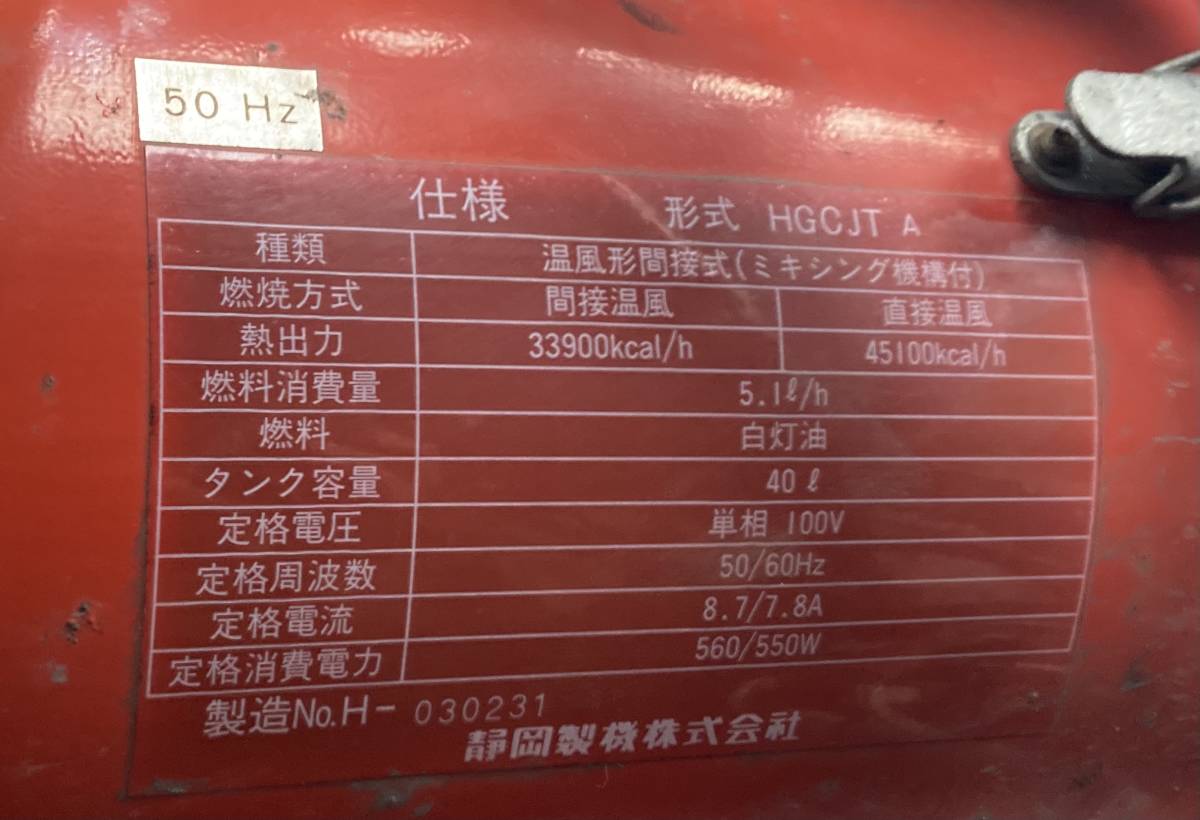 50 Hz
仕様 形式 HGCJT A
種類 温風形間接式(ミキシング機構付)
燃焼方式 間接温風 直接温風
熱出力 33900kcal/h 45100kcal/h
燃料消費量 5.1ℓ/h
燃料 白灯油
タンク容量 40 ℓ
定格電圧 単相 100V
定格周波数 50/60Hz
定格電流 8.7/7.8A
定格消費電力 560/550W
製造No.H- 030231
静岡製機株式会社